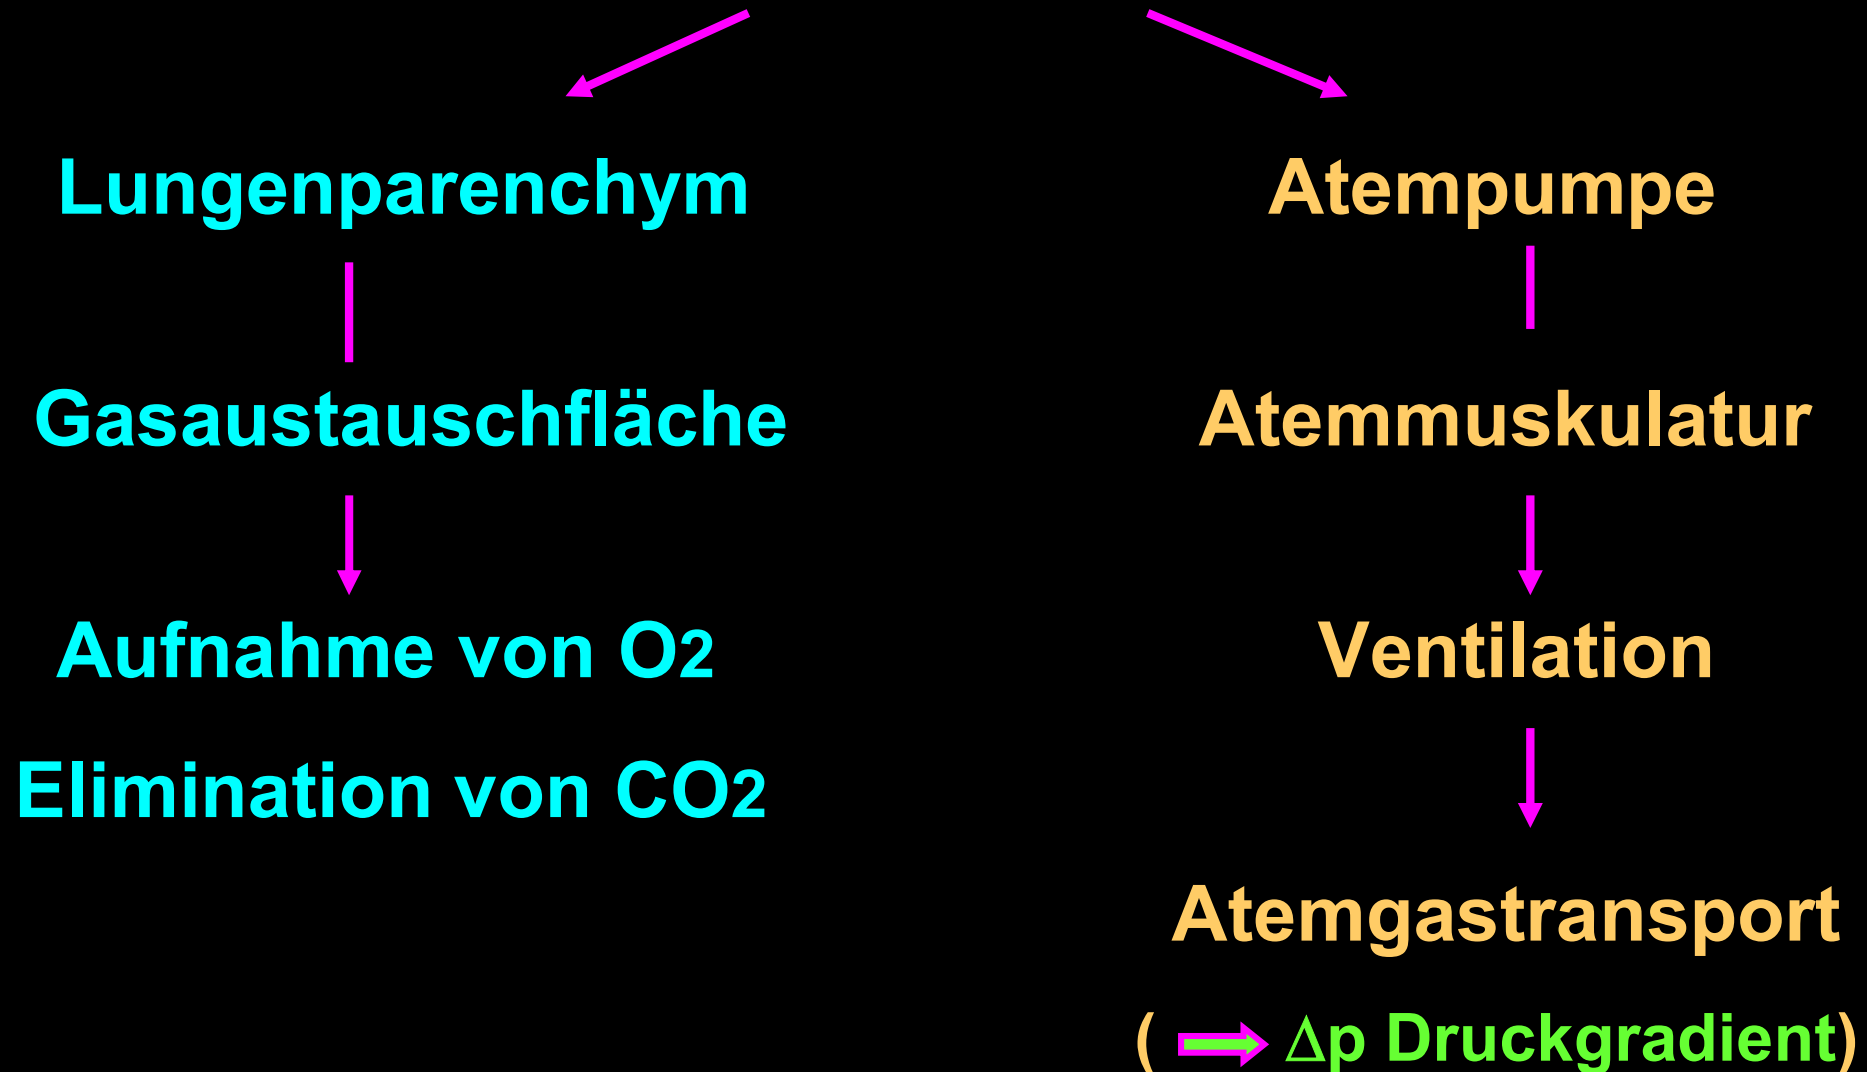 Lungenparenchym
Gasaustauschfläche
Aufnahme von O2
Elimination von CO2
Atempumpe
Atemmuskulatur
Ventilation
Atemgastransport
( ⇒ Δp Druckgradient)